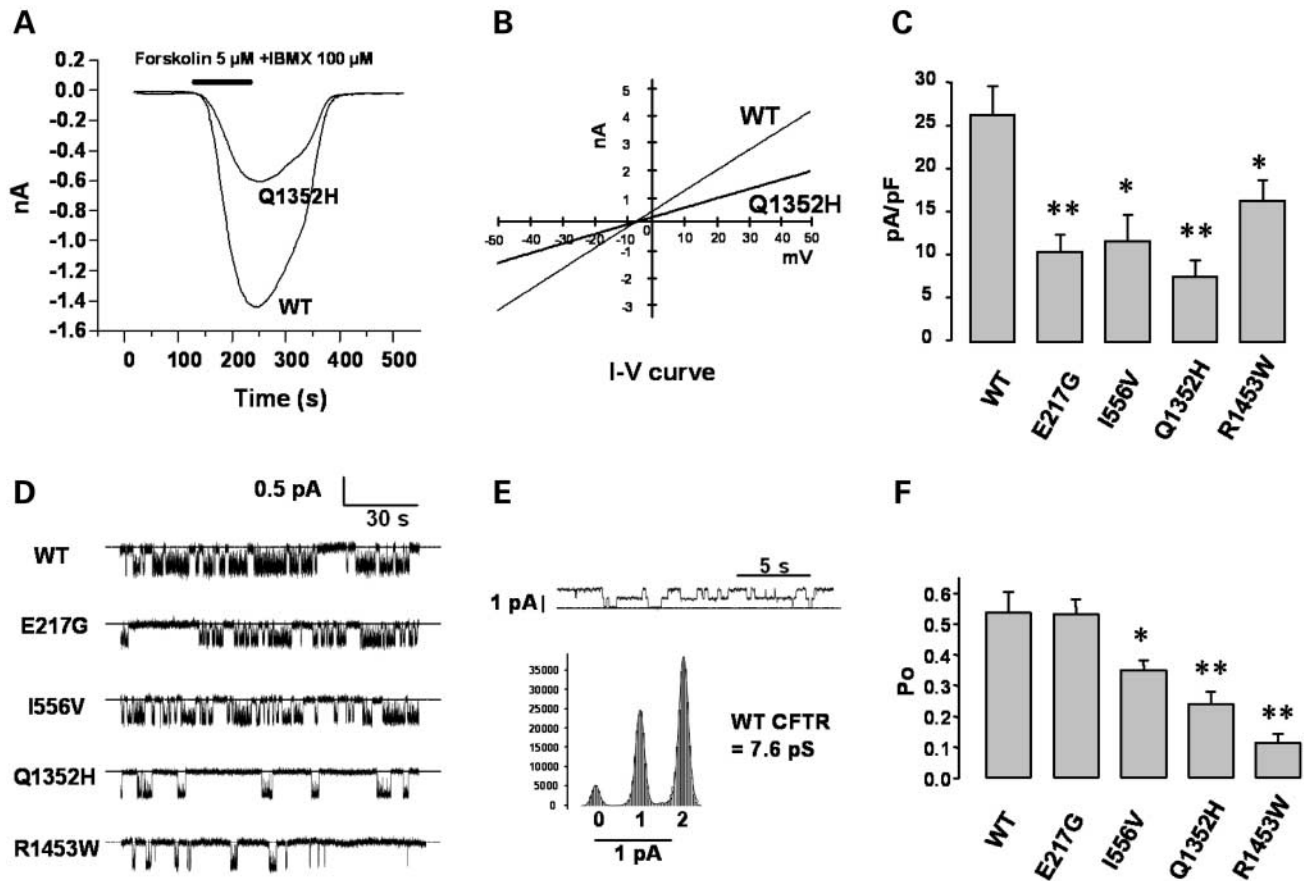 A
Forskolin 5 µM +IBMX 100 µM
0.2
0.0
-0.2
-0.4
-0.6
-0.8
-1.0
-1.2
-1.4
-1.6
nA
Q1352H
WT
0 100 200 300 400 500
Time (s)
B
5
4
3
2
1
0
-1
-2
-3
nA
WT
Q1352H
-50 -40 -30 -20 -10 10 20 30 40 50
mV
I-V curve
C
30
25
20
15
10
5
0
pA/pF
** * ** *
WT E217G I556V Q1352H R1453W
D
0.5 pA
30 s
WT
E217G
I556V
Q1352H
R1453W
E
5 s
1 pA
35000
30000
25000
20000
15000
10000
5000
0
WT CFTR
= 7.6 pS
0 1 2
1 pA
F
0.6
0.5
0.4
0.3
0.2
0.1
0.0
Po
* ** **
WT E217G I556V Q1352H R1453W